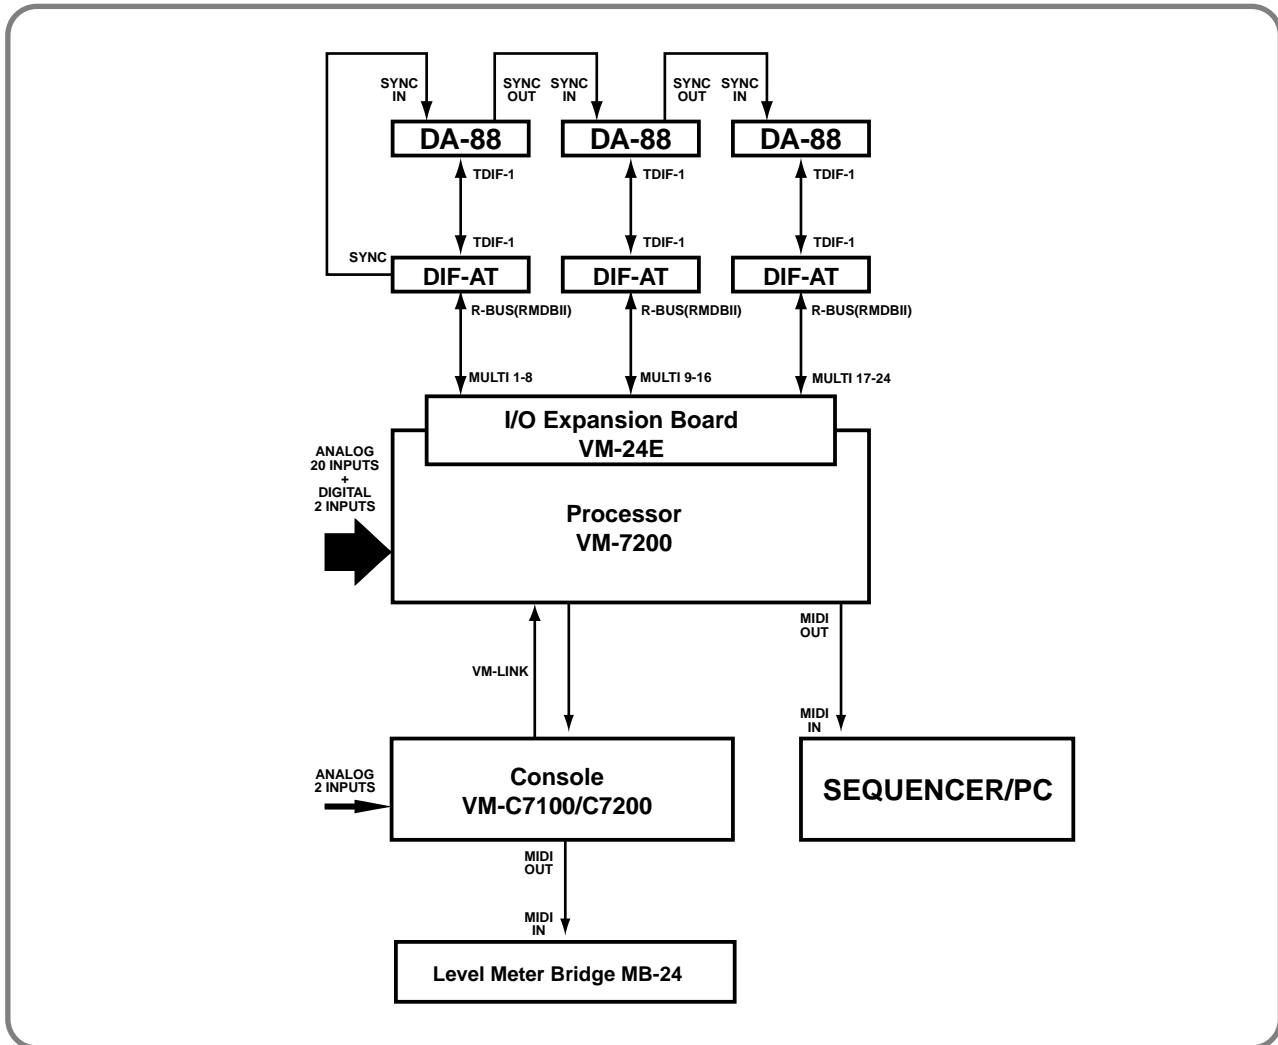 SYNC
IN
SYNC
OUT
SYNC
IN
SYNC
OUT
SYNC
IN
DA-88
DA-88
DA-88
TDIF-1
TDIF-1
TDIF-1
TDIF-1
TDIF-1
TDIF-1
SYNC
DIF-AT
DIF-AT
DIF-AT
R-BUS(RMDBII)
R-BUS(RMDBII)
R-BUS(RMDBII)
MULTI 1-8
MULTI 9-16
MULTI 17-24
I/O Expansion Board
VM-24E
ANALOG
20 INPUTS
+
DIGITAL
2 INPUTS
Processor
VM-7200
MIDI
OUT
VM-LINK
MIDI
IN
ANALOG
2 INPUTS
Console
VM-C7100/C7200
SEQUENCER/PC
MIDI
OUT
MIDI
IN
Level Meter Bridge MB-24